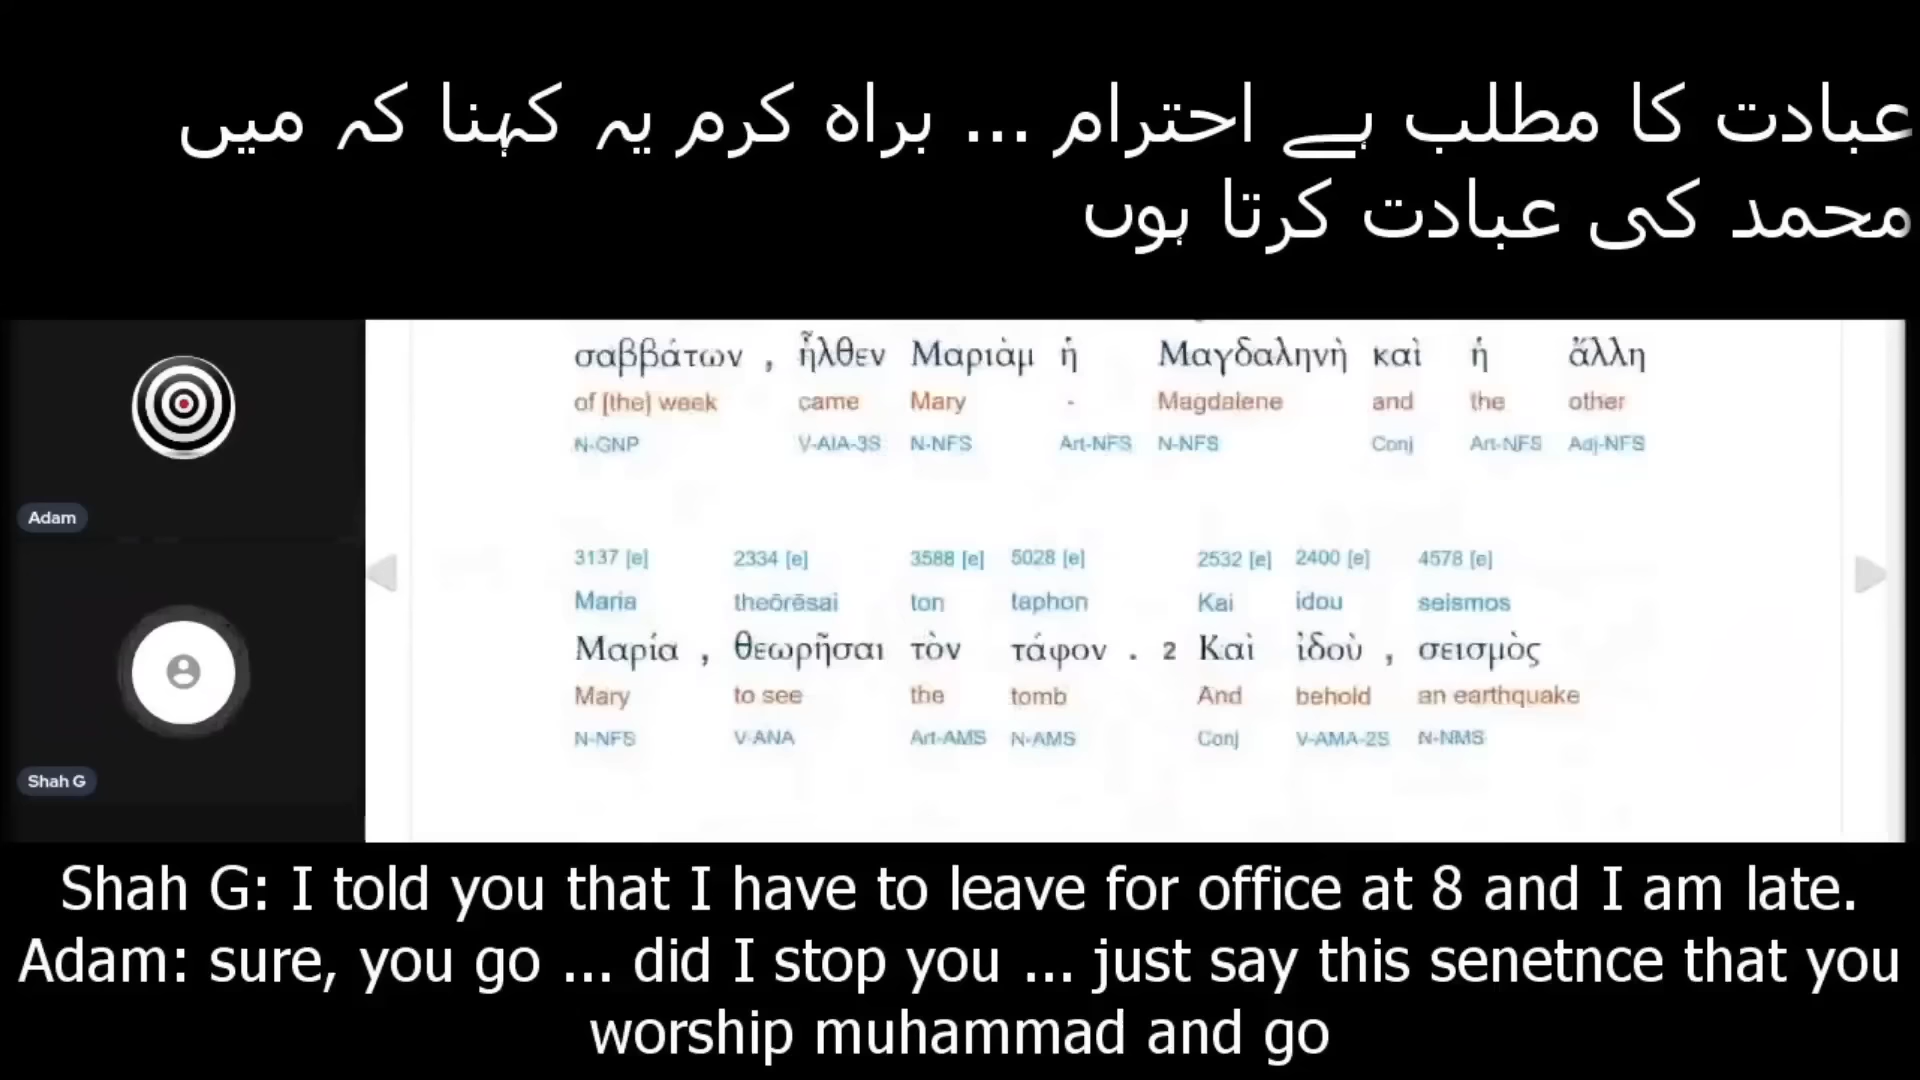 عبادت کا مطلب ہے احترام ... براہ کرم یہ کہنا کہ میں
محمد کی عبادت کرتا ہوں
σαββάτων , ἦλθεν Μαριὰμ ἡ Μαγδαληνὴ καὶ ἡ ἄλλη
of [the] week came Mary - Magdalene and the other
N-GNP V-AIA-3S N-NFS Art-NFS N-NFS Conj Art-NFS Adj-NFS
Adam
3137 [e] 2334 [e] 3588 [e] 5028 [e] 2532 [e] 2400 [e] 4578 [e]
Maria theōrēsai ton taphon Kai idou seismos
Μαρία , θεωρῆσαι τὸν τάφον . 2 Καὶ ἰδοὺ , σεισμὸς
Mary to see the tomb And behold an earthquake
N-NFS V-ANA Art-AMS N-AMS Conj V-AMA-2S N-NMS
Shah G
Shah G: I told you that I have to leave for office at 8 and I am late.
Adam: sure, you go ... did I stop you ... just say this senetnce that you
worship muhammad and go